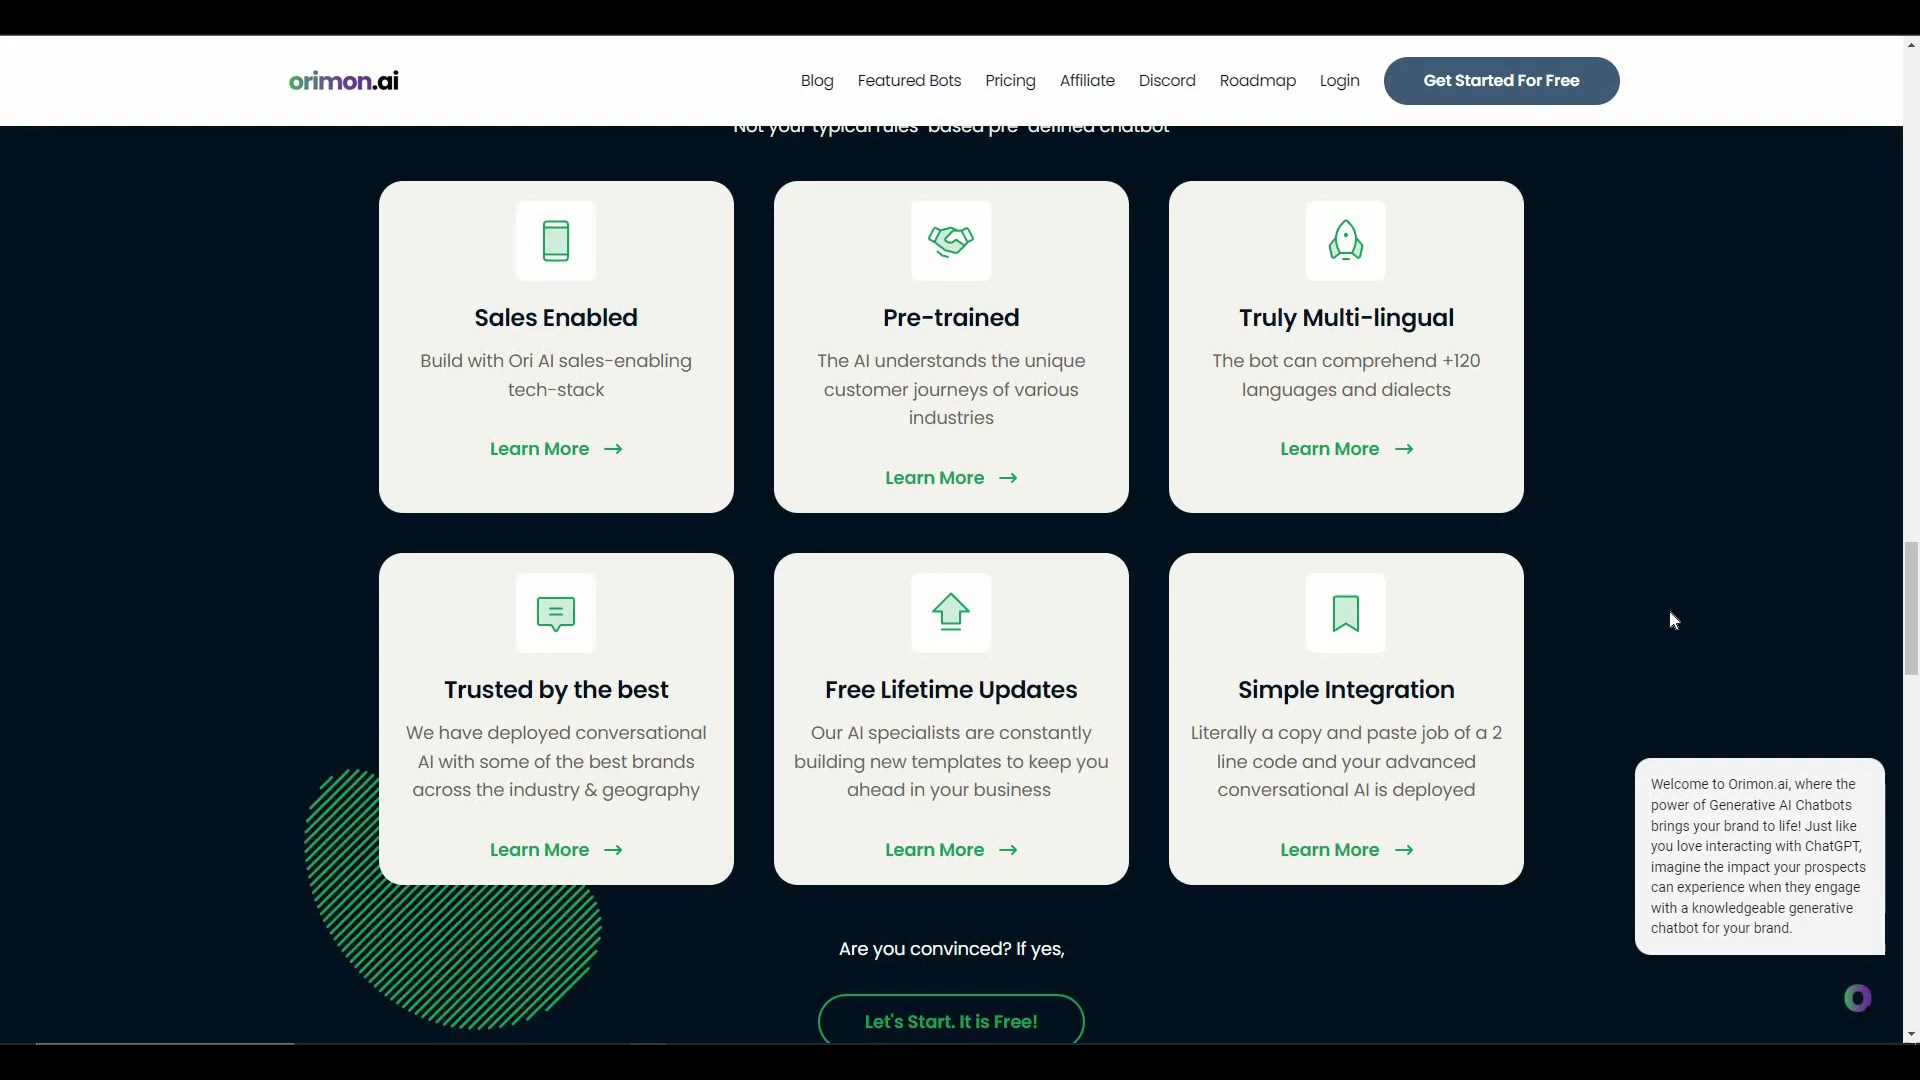 orimon.ai
Blog Featured Bots Pricing Affiliate Discord Roadmap Login Get Started For Free
Not your typical rules-based pre-defined chatbot
Sales Enabled
Build with Ori AI sales-enabling
tech-stack
Learn More →
Pre-trained
The AI understands the unique
customer journeys of various
industries
Learn More →
Truly Multi-lingual
The bot can comprehend +120
languages and dialects
Learn More →
Trusted by the best
We have deployed conversational
AI with some of the best brands
across the industry & geography
Learn More →
Free Lifetime Updates
Our AI specialists are constantly
building new templates to keep you
ahead in your business
Learn More →
Simple Integration
Literally a copy and paste job of a 2
line code and your advanced
conversational AI is deployed
Learn More →
Are you convinced? If yes,
Let's Start. It is Free!
Welcome to Orimon.ai, where the
power of Generative AI Chatbots
brings your brand to life! Just like
you love interacting with ChatGPT,
imagine the impact your prospects
can experience when they engage
with a knowledgeable generative
chatbot for your brand.